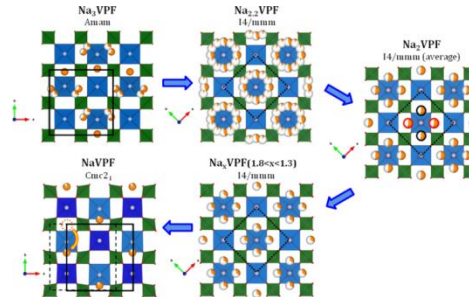 Na₃VPF
Amam
Na₂.₂VPF
I4/mmm
Na₂VPF
I4/mmm (average)
NaVPF
Cmc2₁
NaₓVPF(1.8<x<1.3)
I4/mmm